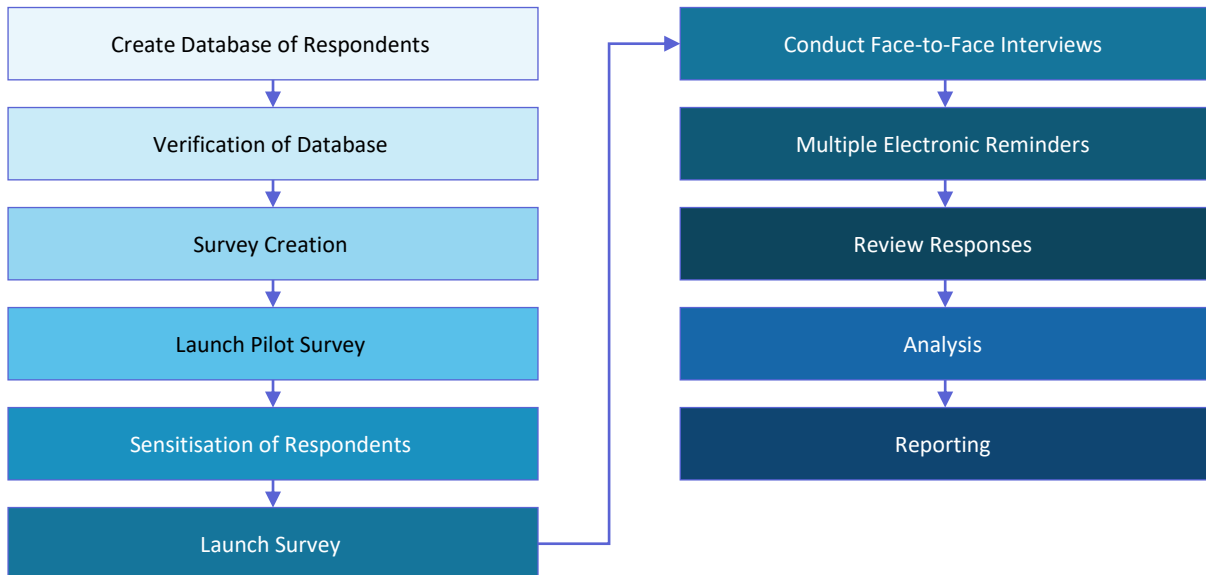 Create Database of Respondents
Verification of Database
Survey Creation
Launch Pilot Survey
Sensitisation of Respondents
Launch Survey
Conduct Face-to-Face Interviews
Multiple Electronic Reminders
Review Responses
Analysis
Reporting